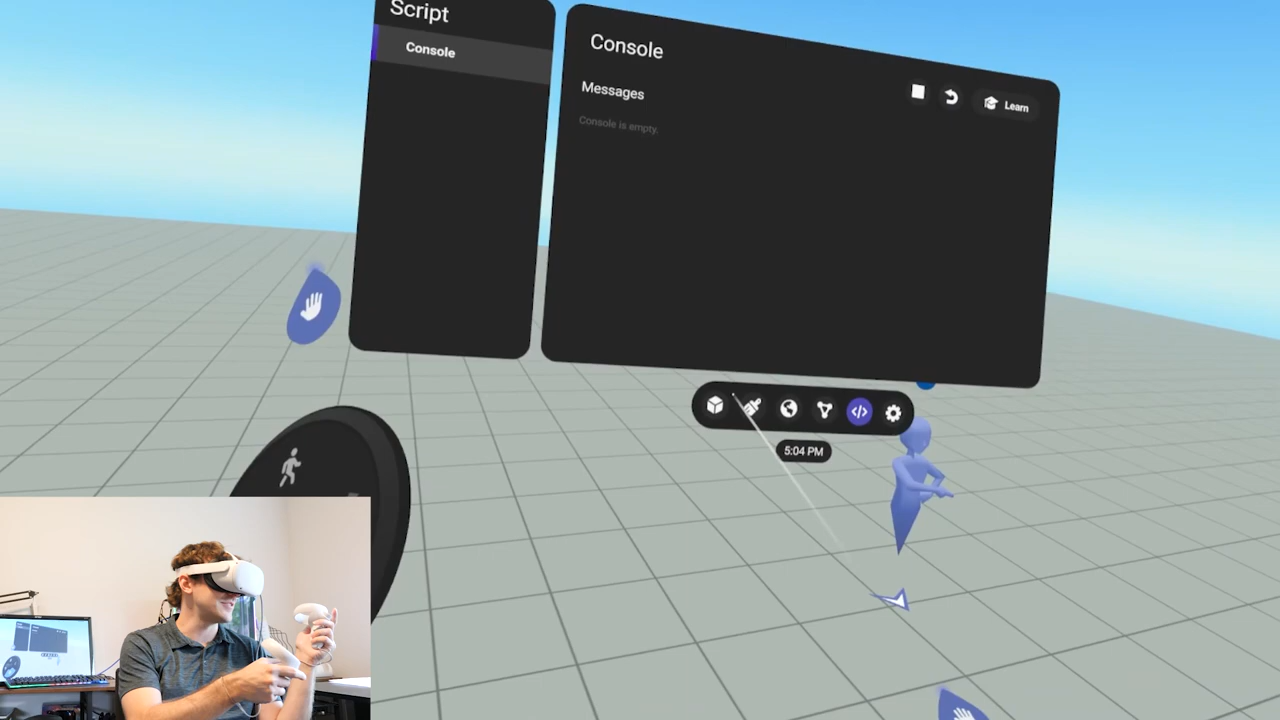 Script
Console
Console
Messages
Learn
Console is empty.
5:04 PM